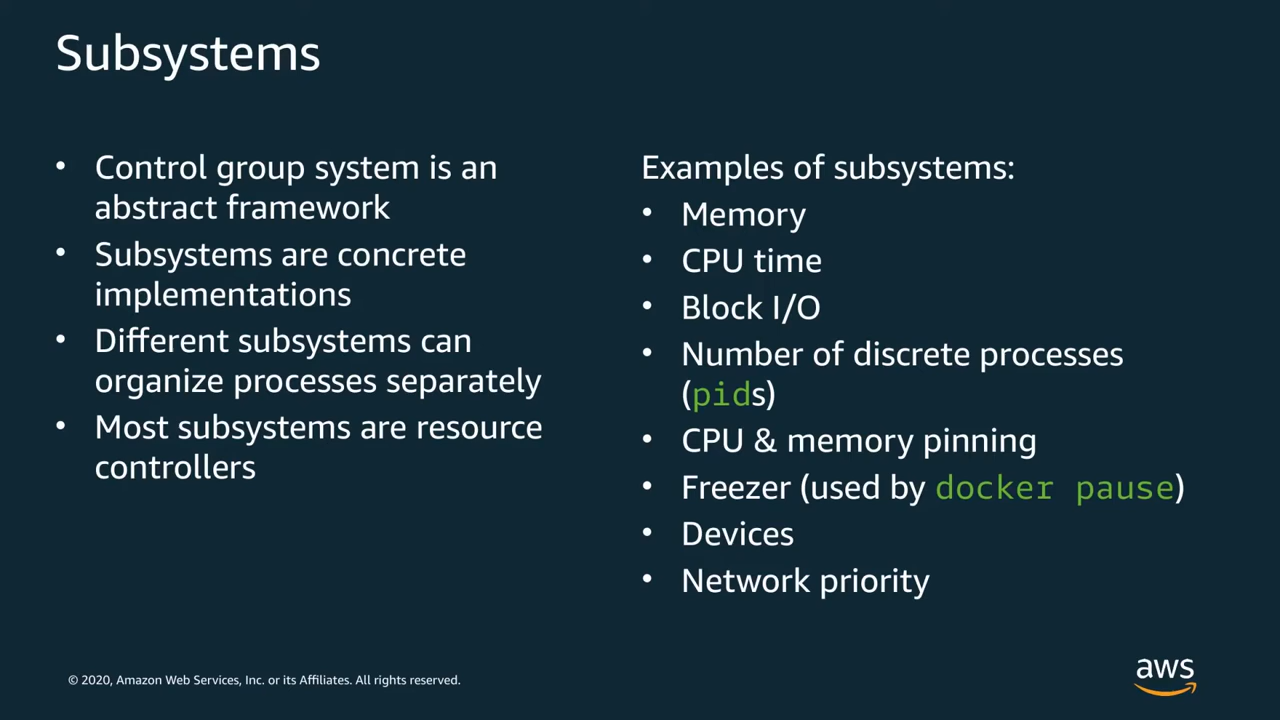 Subsystems
• Control group system is an
abstract framework
• Subsystems are concrete
implementations
• Different subsystems can
organize processes separately
• Most subsystems are resource
controllers
Examples of subsystems:
• Memory
• CPU time
• Block I/O
• Number of discrete processes
(pids)
• CPU & memory pinning
• Freezer (used by docker pause)
• Devices
• Network priority
© 2020, Amazon Web Services, Inc. or its Affiliates. All rights reserved.
aws